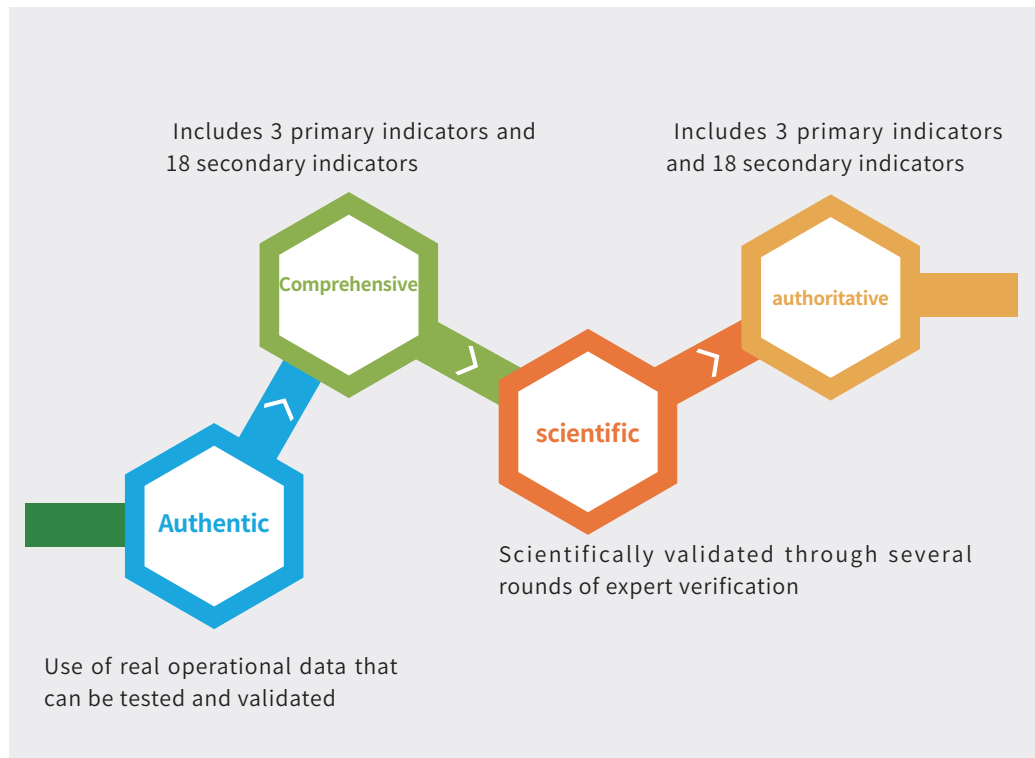 Includes 3 primary indicators and
18 secondary indicators
Includes 3 primary indicators
and 18 secondary indicators
Comprehensive
authoritative
scientific
Authentic
Scientifically validated through several
rounds of expert verification
Use of real operational data that
can be tested and validated